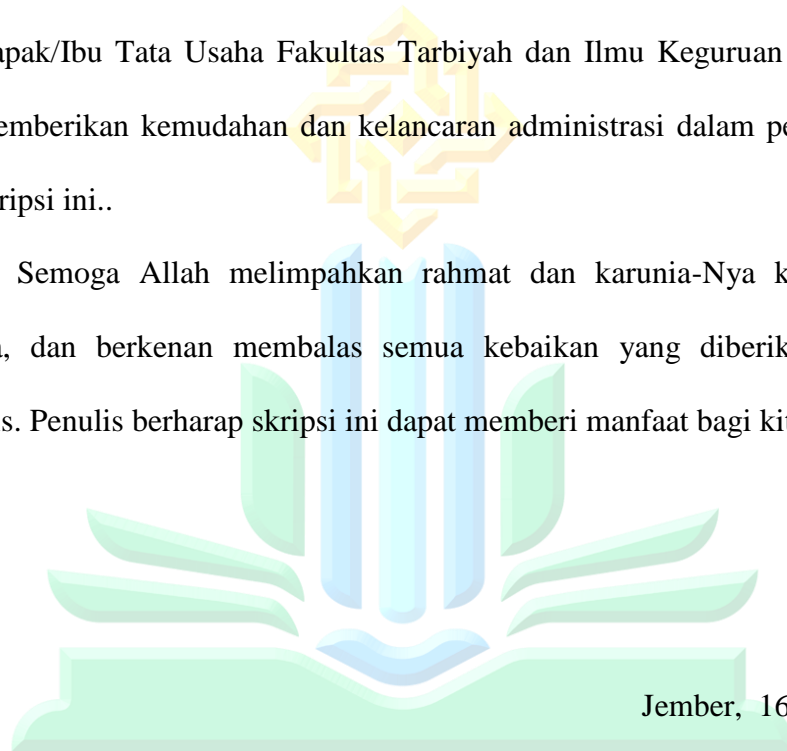 apak/Ibu Tata Usaha Fakultas Tarbiyah dan Ilmu Keguruan
emberikan kemudahan dan kelancaran administrasi dalam pe
ripsi ini..
Semoga Allah melimpahkan rahmat dan karunia-Nya k
a, dan berkenan membalas semua kebaikan yang diberik
is. Penulis berharap skripsi ini dapat memberi manfaat bagi kit
Jember, 16